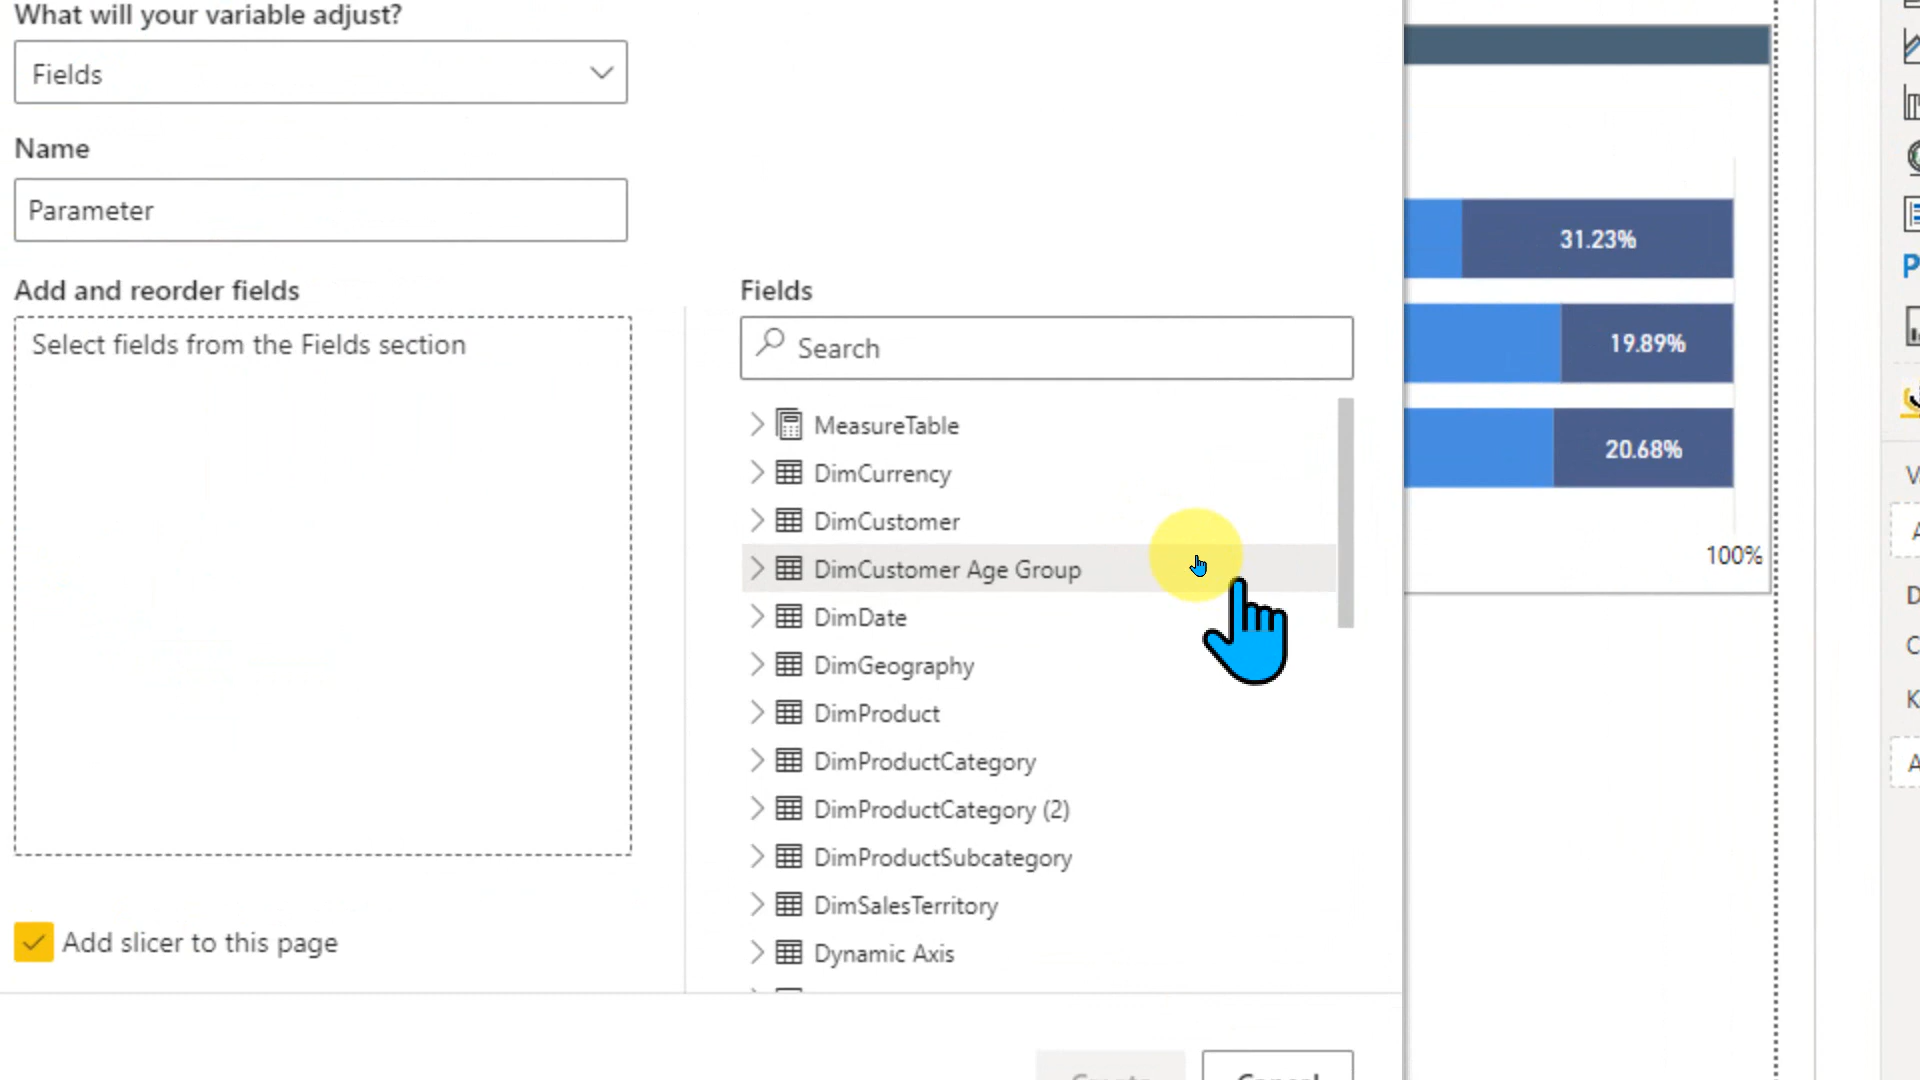 What will your variable adjust?
Fields
Name
Parameter
Add and reorder fields
Select fields from the Fields section
Add slicer to this page
Fields
Search
MeasureTable
DimCurrency
DimCustomer
DimCustomer Age Group
DimDate
DimGeography
DimProduct
DimProductCategory
DimProductCategory (2)
DimProductSubcategory
DimSalesTerritory
Dynamic Axis
Create
Cancel
31.23%
19.89%
20.68%
100%